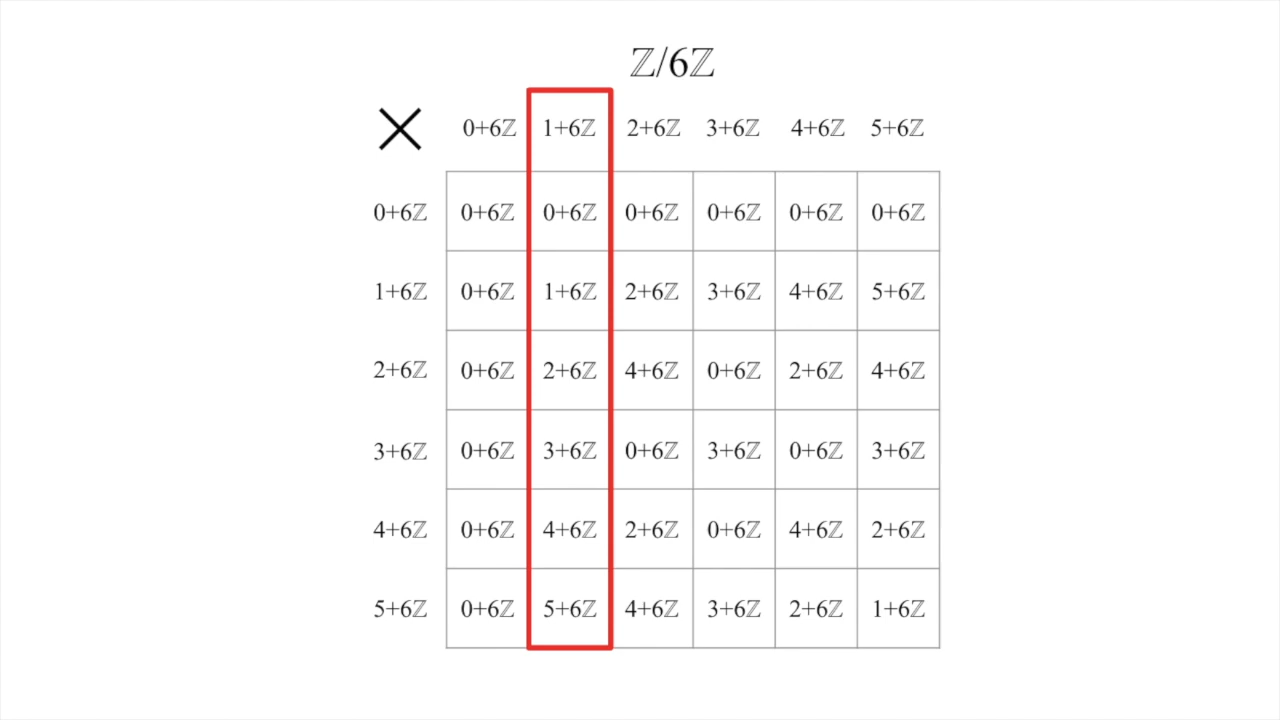 ℤ/6ℤ
× 0+6ℤ 1+6ℤ 2+6ℤ 3+6ℤ 4+6ℤ 5+6ℤ
0+6ℤ 0+6ℤ 0+6ℤ 0+6ℤ 0+6ℤ 0+6ℤ 0+6ℤ
1+6ℤ 0+6ℤ 1+6ℤ 2+6ℤ 3+6ℤ 4+6ℤ 5+6ℤ
2+6ℤ 0+6ℤ 2+6ℤ 4+6ℤ 0+6ℤ 2+6ℤ 4+6ℤ
3+6ℤ 0+6ℤ 3+6ℤ 0+6ℤ 3+6ℤ 0+6ℤ 3+6ℤ
4+6ℤ 0+6ℤ 4+6ℤ 2+6ℤ 0+6ℤ 4+6ℤ 2+6ℤ
5+6ℤ 0+6ℤ 5+6ℤ 4+6ℤ 3+6ℤ 2+6ℤ 1+6ℤ